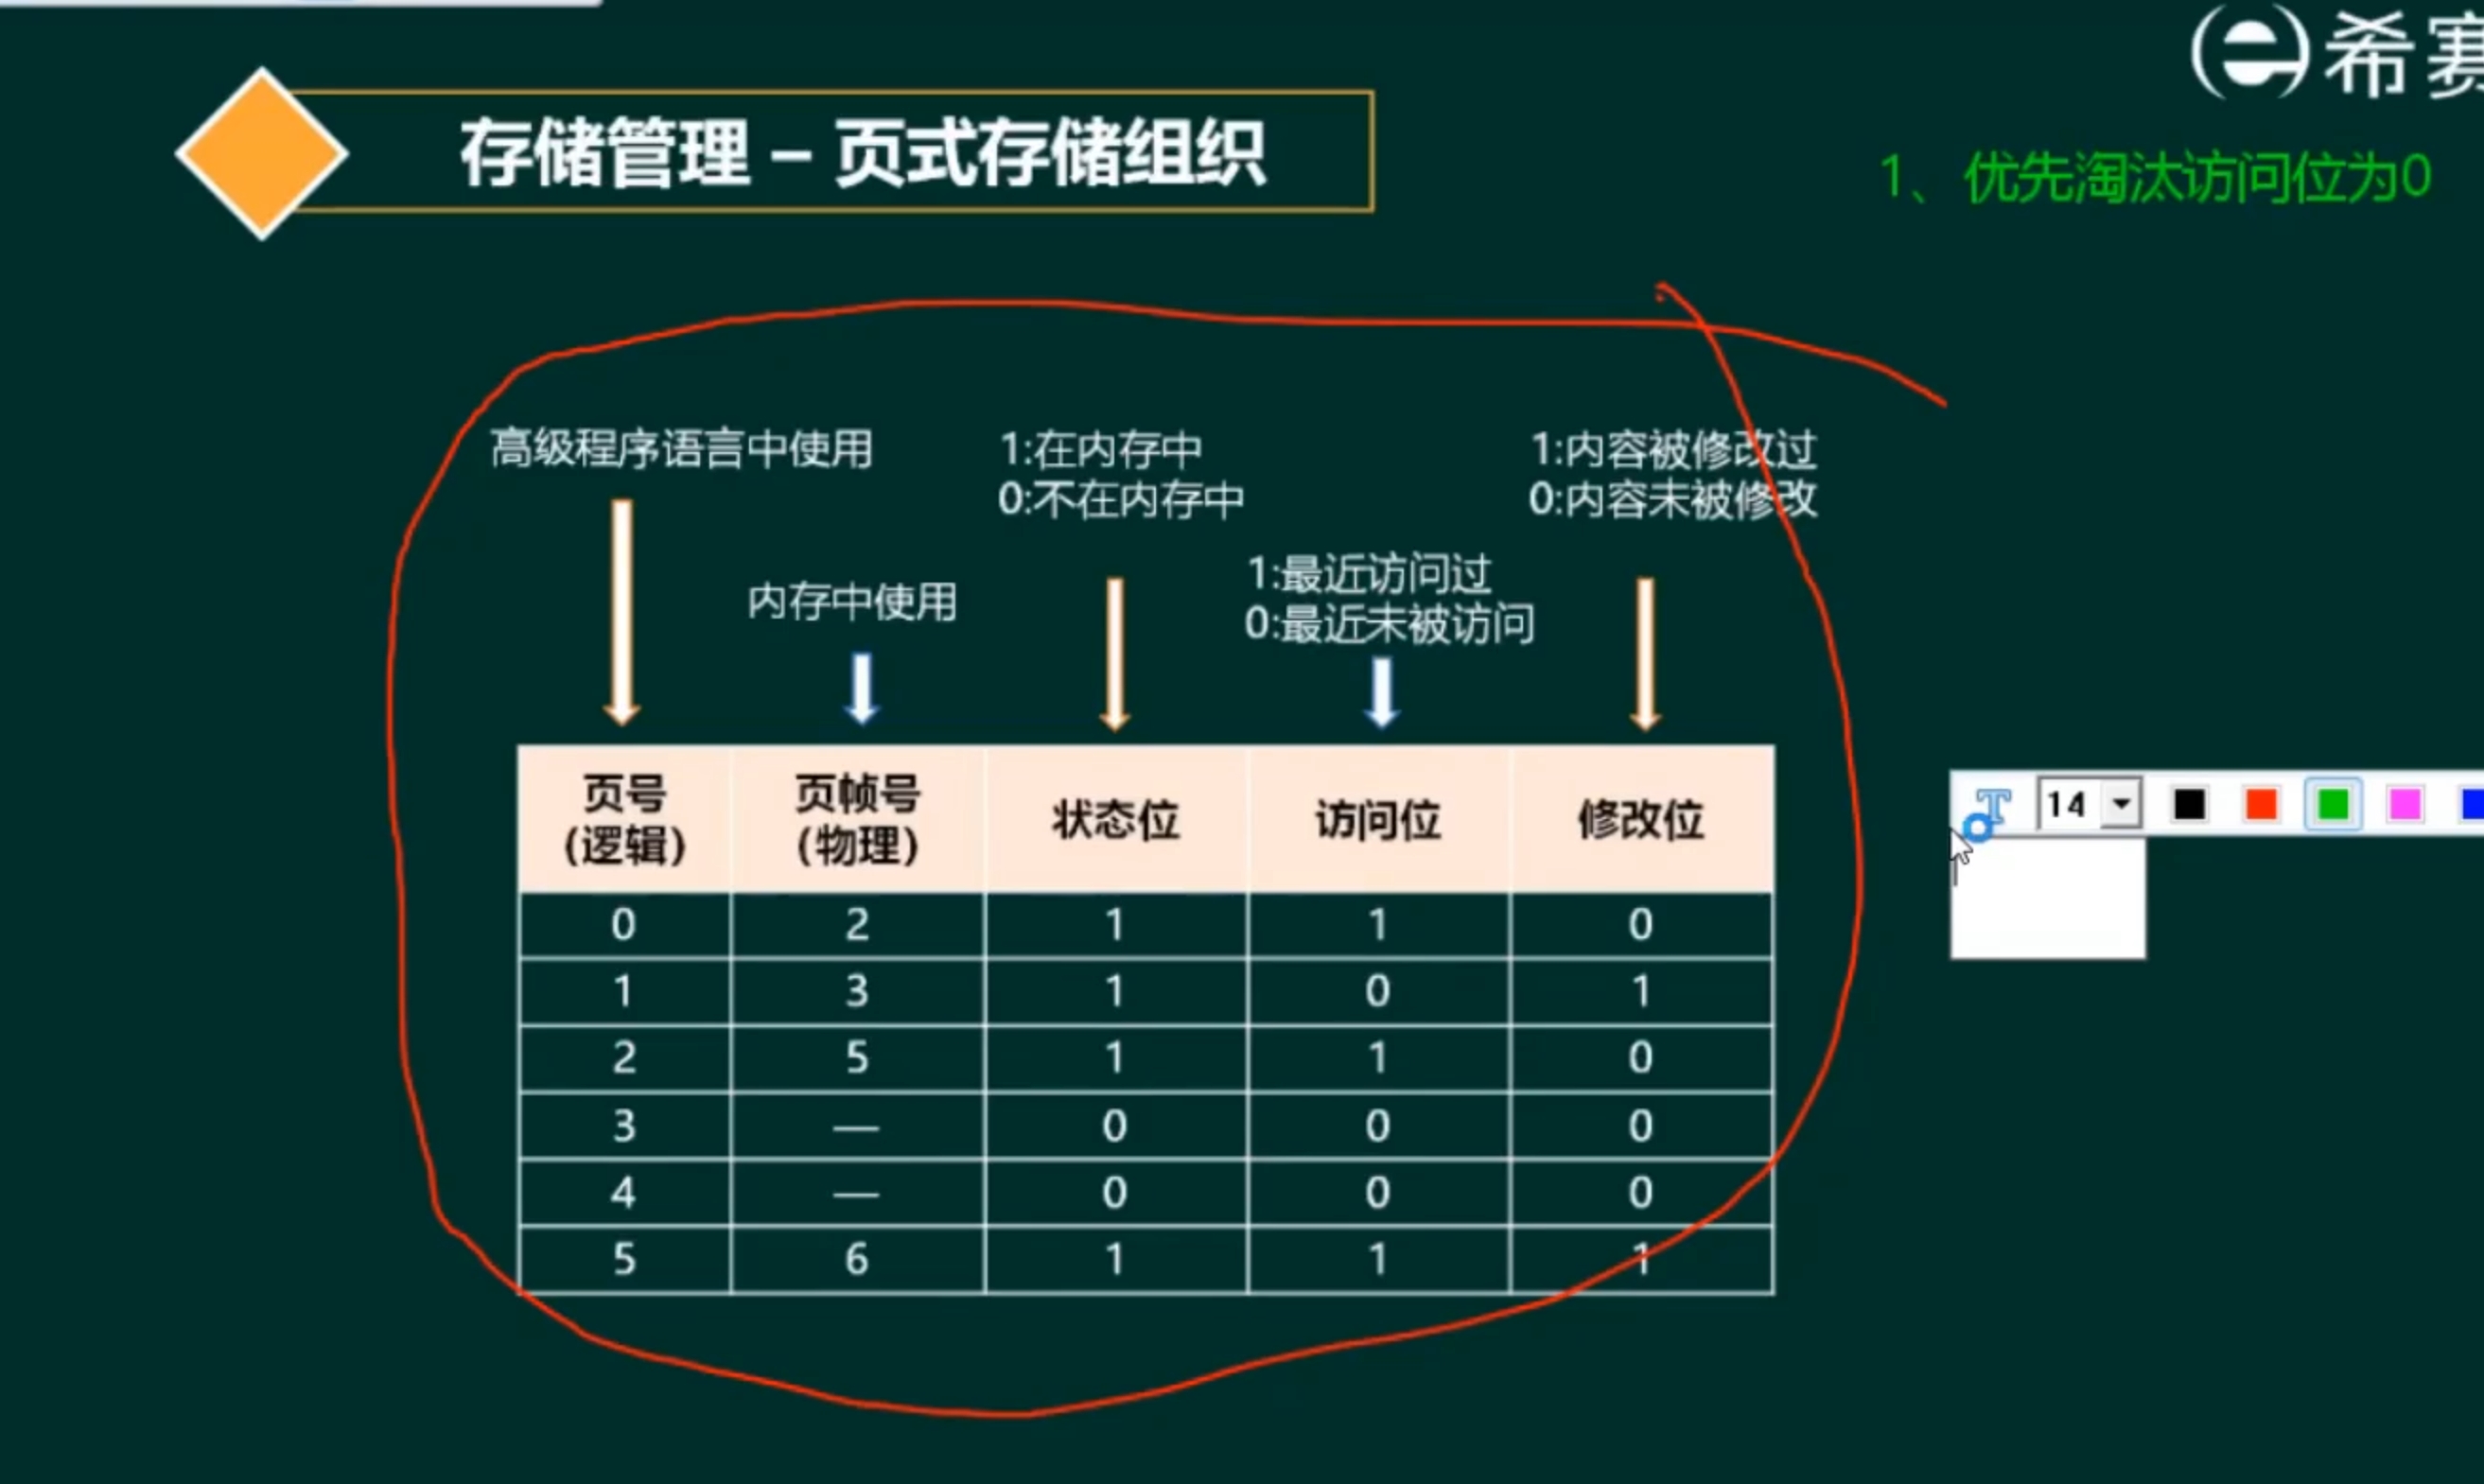 希赛
存储管理 – 页式存储组织
1、优先淘汰访问位为0
高级程序语言中使用
1:在内存中
0:不在内存中
1:内容被修改过
0:内容未被修改
内存中使用
1:最近访问过
0:最近未被访问
页号 页帧号 状态位 访问位 修改位
(逻辑) (物理)
0 2 1 1 0
1 3 1 0 1
2 5 1 1 0
3 — 0 0 0
4 — 0 0 0
5 6 1 1 1
T 14